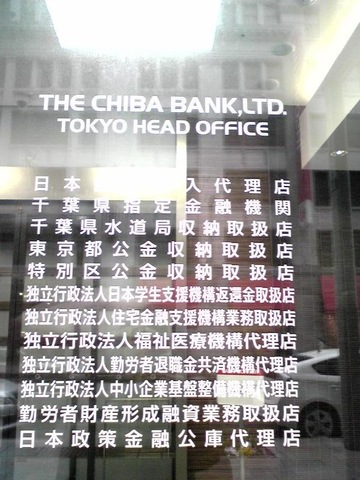 THE CHIBA BANK,LTD.
TOKYO HEAD OFFICE
日本 入代理店
千葉県指定金融機関
千葉県水道局収納取扱店
東京都公金収納取扱店
特別区公金収納取扱店
独立行政法人日本学生支援機構返還金取扱店
独立行政法人住宅金融支援機構業務取扱店
独立行政法人福祉医療機構代理店
独立行政法人勤労者退職金共済機構代理店
独立行政法人中小企業基盤整備機構代理店
勤労者財産形成融資業務取扱店
日本政策金融公庫代理店